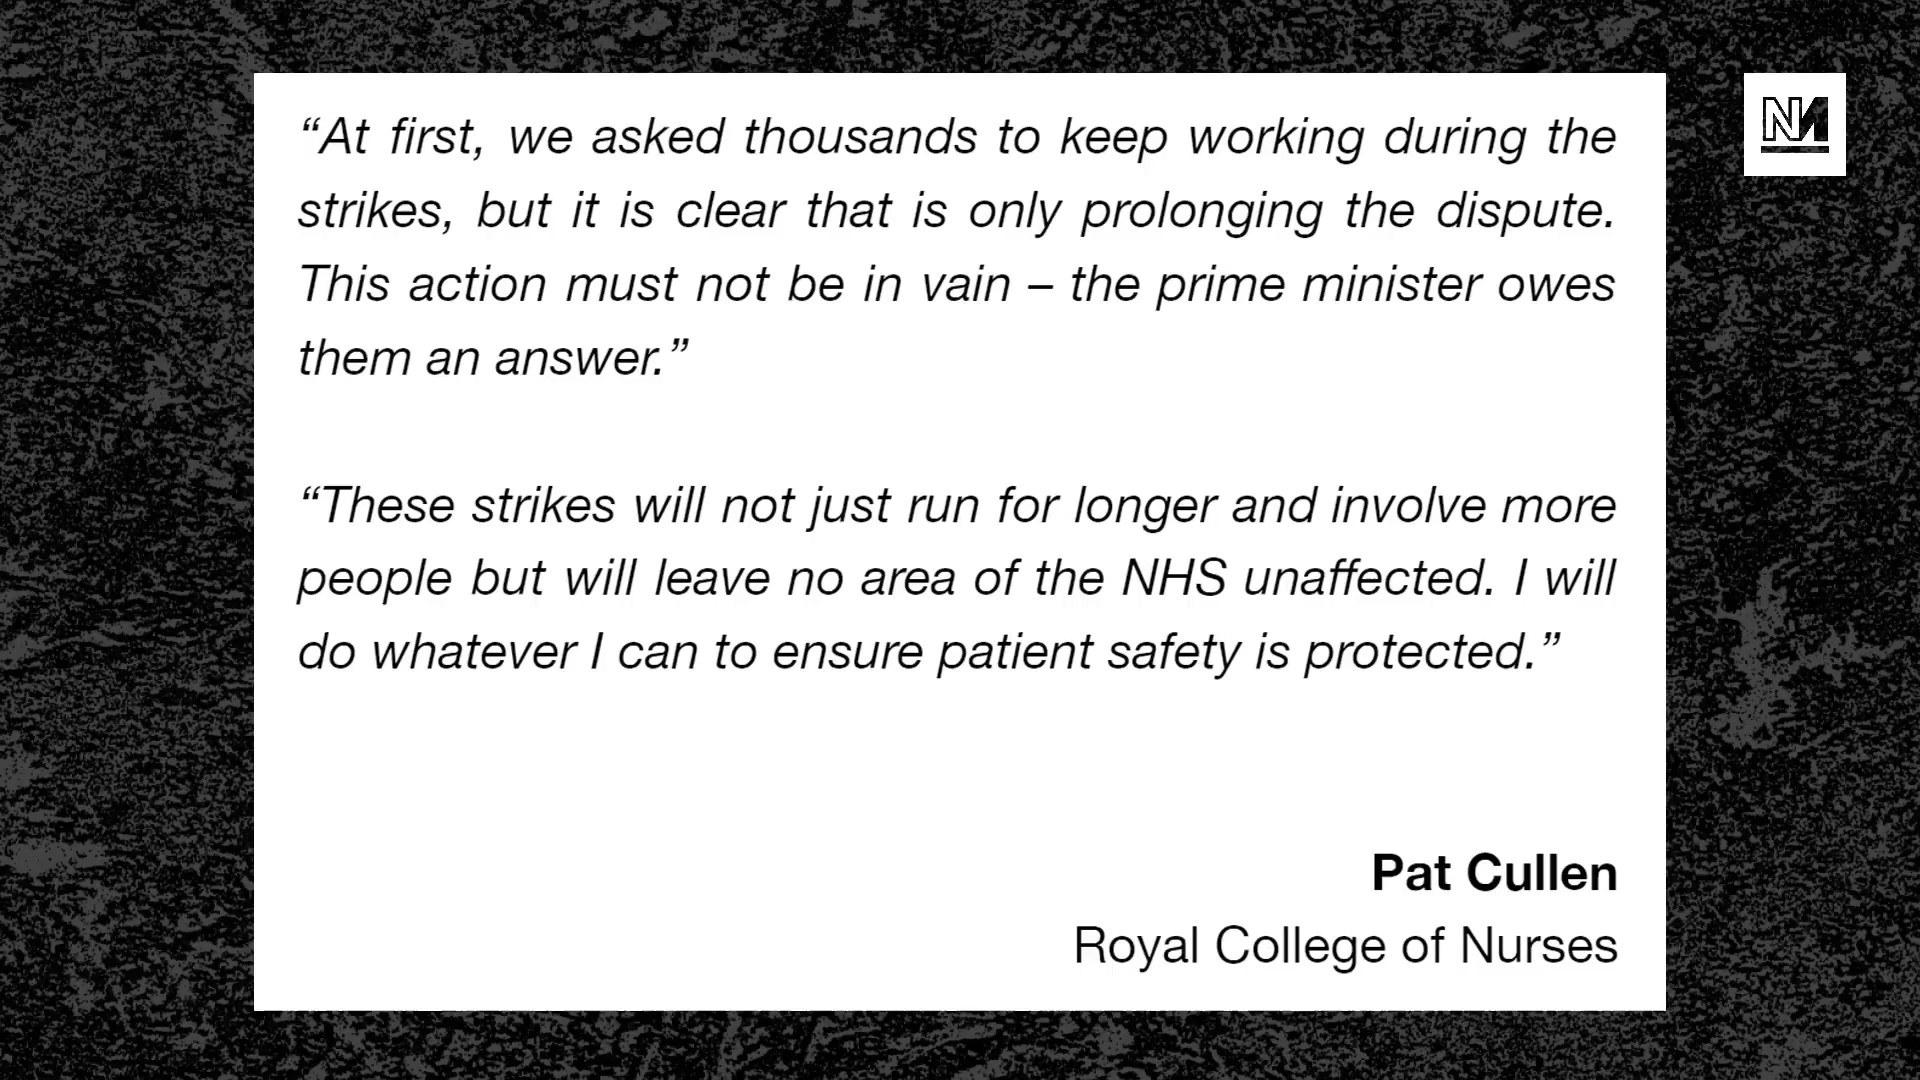 “At first, we asked thousands to keep working during the
strikes, but it is clear that is only prolonging the dispute.
This action must not be in vain – the prime minister owes
them an answer.”
“These strikes will not just run for longer and involve more
people but will leave no area of the NHS unaffected. I will
do whatever I can to ensure patient safety is protected.”
Pat Cullen
Royal College of Nurses
NM